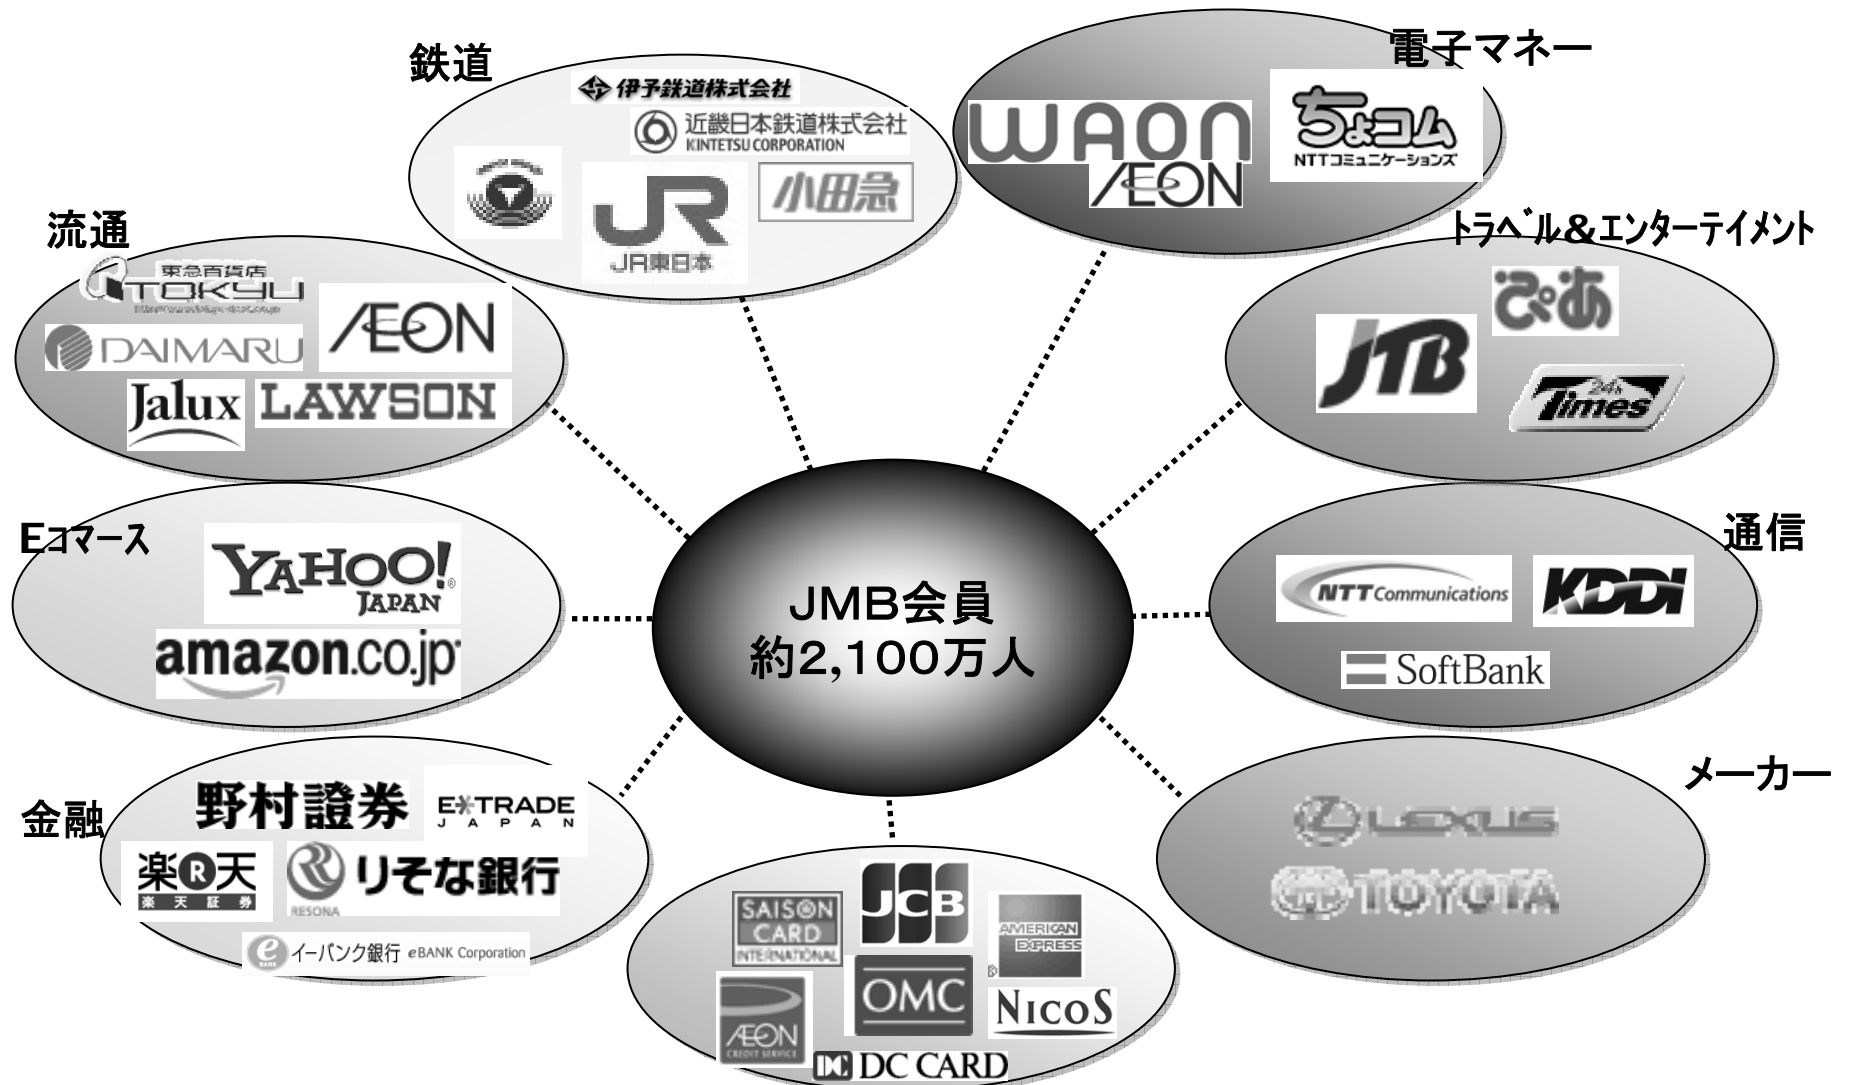 鉄道
伊予鉄道株式会社
近畿日本鉄道株式会社
KINTETSU CORPORATION
JR
JR東日本
小田急
電子マネー
WAON
ÆON
ちょコム
NTTコミュニケーションズ
流通
東急百貨店
TOKYU
DAIMARU
ÆON
Jalux
LAWSON
トラベル&エンターテイメント
ぴあ
JTB
24h
Times
Eコマース
YAHOO!®
JAPAN
amazon.co.jp
JMB会員
約2,100万人
通信
NTT Communications
KDDI
SoftBank
金融
野村證券
E*TRADE
JAPAN
楽R天
楽天証券
りそな銀行
RESONA
e
BANK
イーバンク銀行 eBANK Corporation
SAISON
CARD
INTERNATIONAL
JCB
AMERICAN
EXPRESS
®
ÆON
CREDIT SERVICE
OMC
NICOS
DC DC CARD
メーカー
LEXUS
TOYOTA